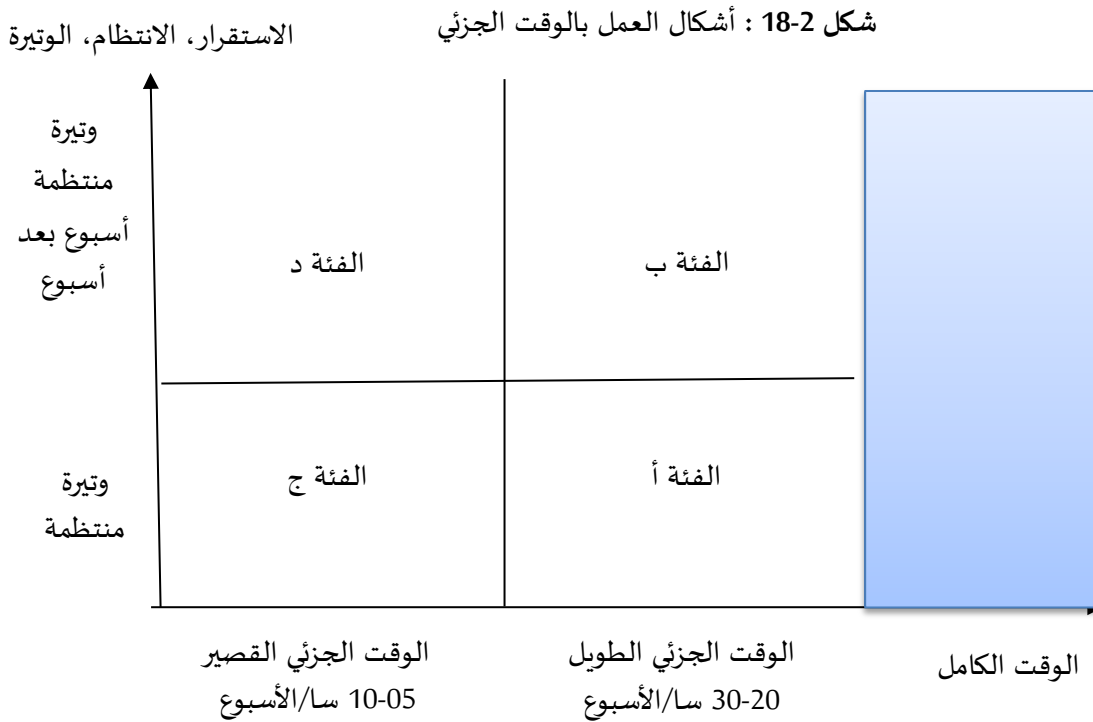 شكل 2-18 : أشكال العمل بالوقت الجزئي
الاستقرار، الانتظام، الوتيرة
وتيرة
منتظمة
أسبوع بعد
أسبوع
الفئة ب
الفئة د
وتيرة
منتظمة
الفئة أ
الفئة ج
الوقت الكامل
الوقت الجزئي الطويل
20-30 سا/الأسبوع
الوقت الجزئي القصير
05-10 سا/الأسبوع